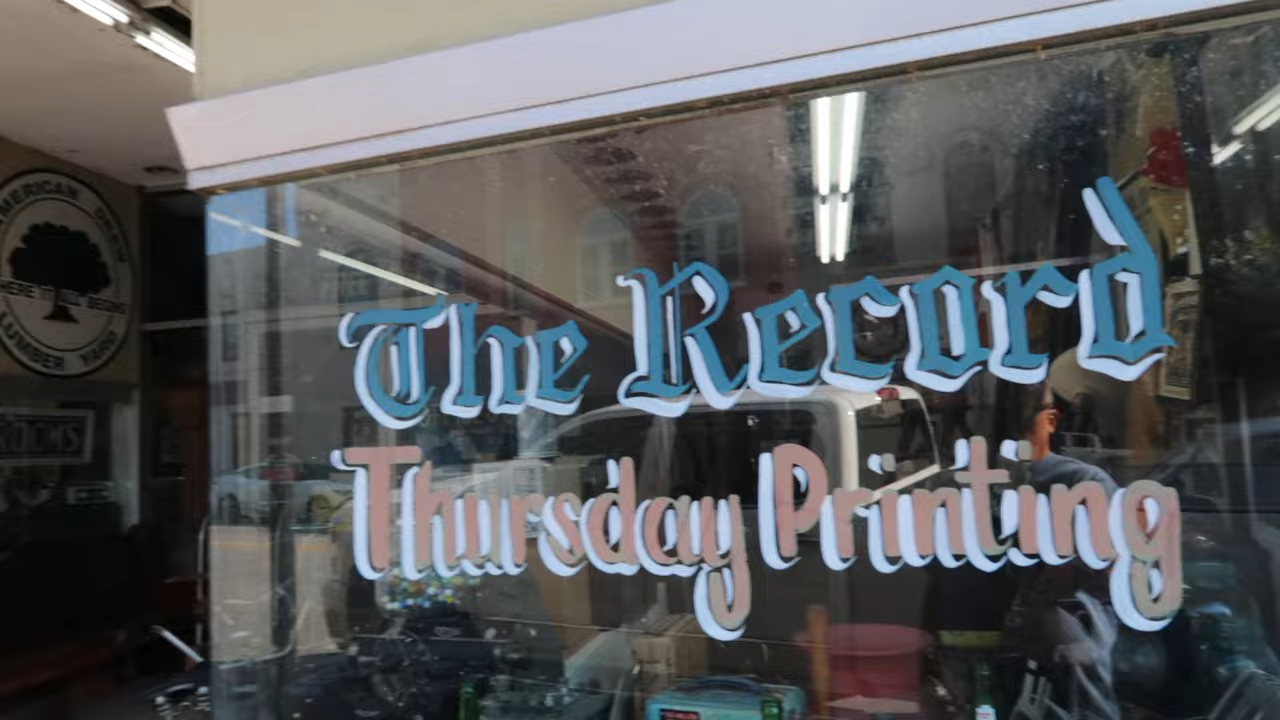 AMERICAN
LUMBER YARD
ROOMS
The Record
Thursday Printing